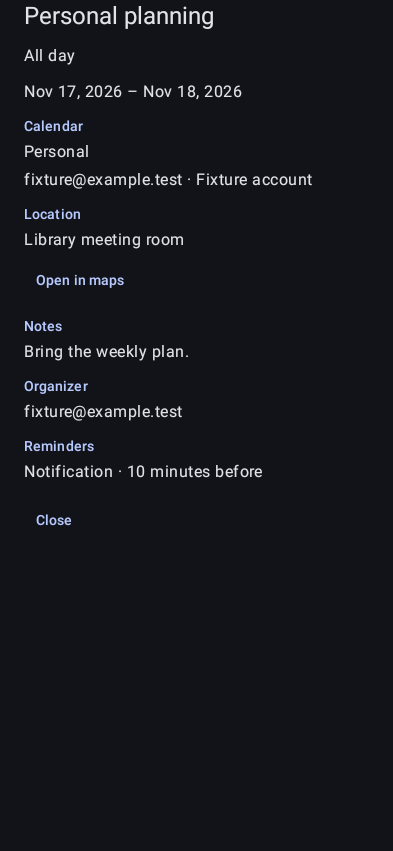 Personal planning
All day
Nov 17, 2026 – Nov 18, 2026
Calendar
Personal
fixture@example.test · Fixture account
Location
Library meeting room
Open in maps
Notes
Bring the weekly plan.
Organizer
fixture@example.test
Reminders
Notification · 10 minutes before
Close